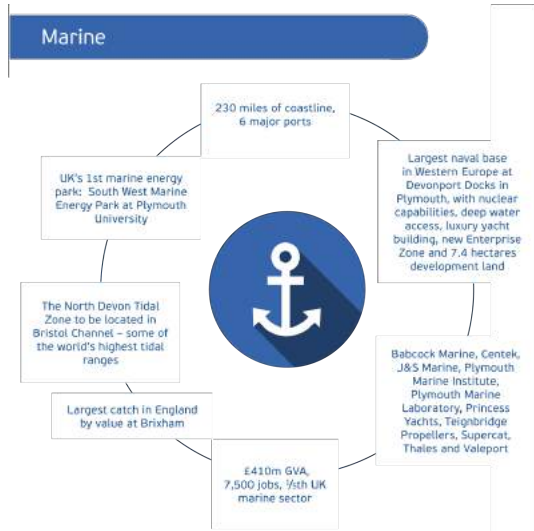 Marine
230 miles of coastline,
6 major ports
Largest naval base
in Western Europe at
Devonport Docks in
Plymouth, with nuclear
capabilities, deep water
access, luxury yacht
building, new Enterprise
Zone and 7.4 hectares
development land
Babcock Marine, Centek,
J&S Marine, Plymouth
Marine Institute,
Plymouth Marine
Laboratory, Princess
Yachts, Teignbridge
Propellers, Supercat,
Thales and Valeport
£410m GVA,
7,500 jobs, ⅕th UK
marine sector
Largest catch in England
by value at Brixham
The North Devon Tidal
Zone to be located in
Bristol Channel – some of
the world's highest tidal
ranges
UK's 1st marine energy
park: South West Marine
Energy Park at Plymouth
University